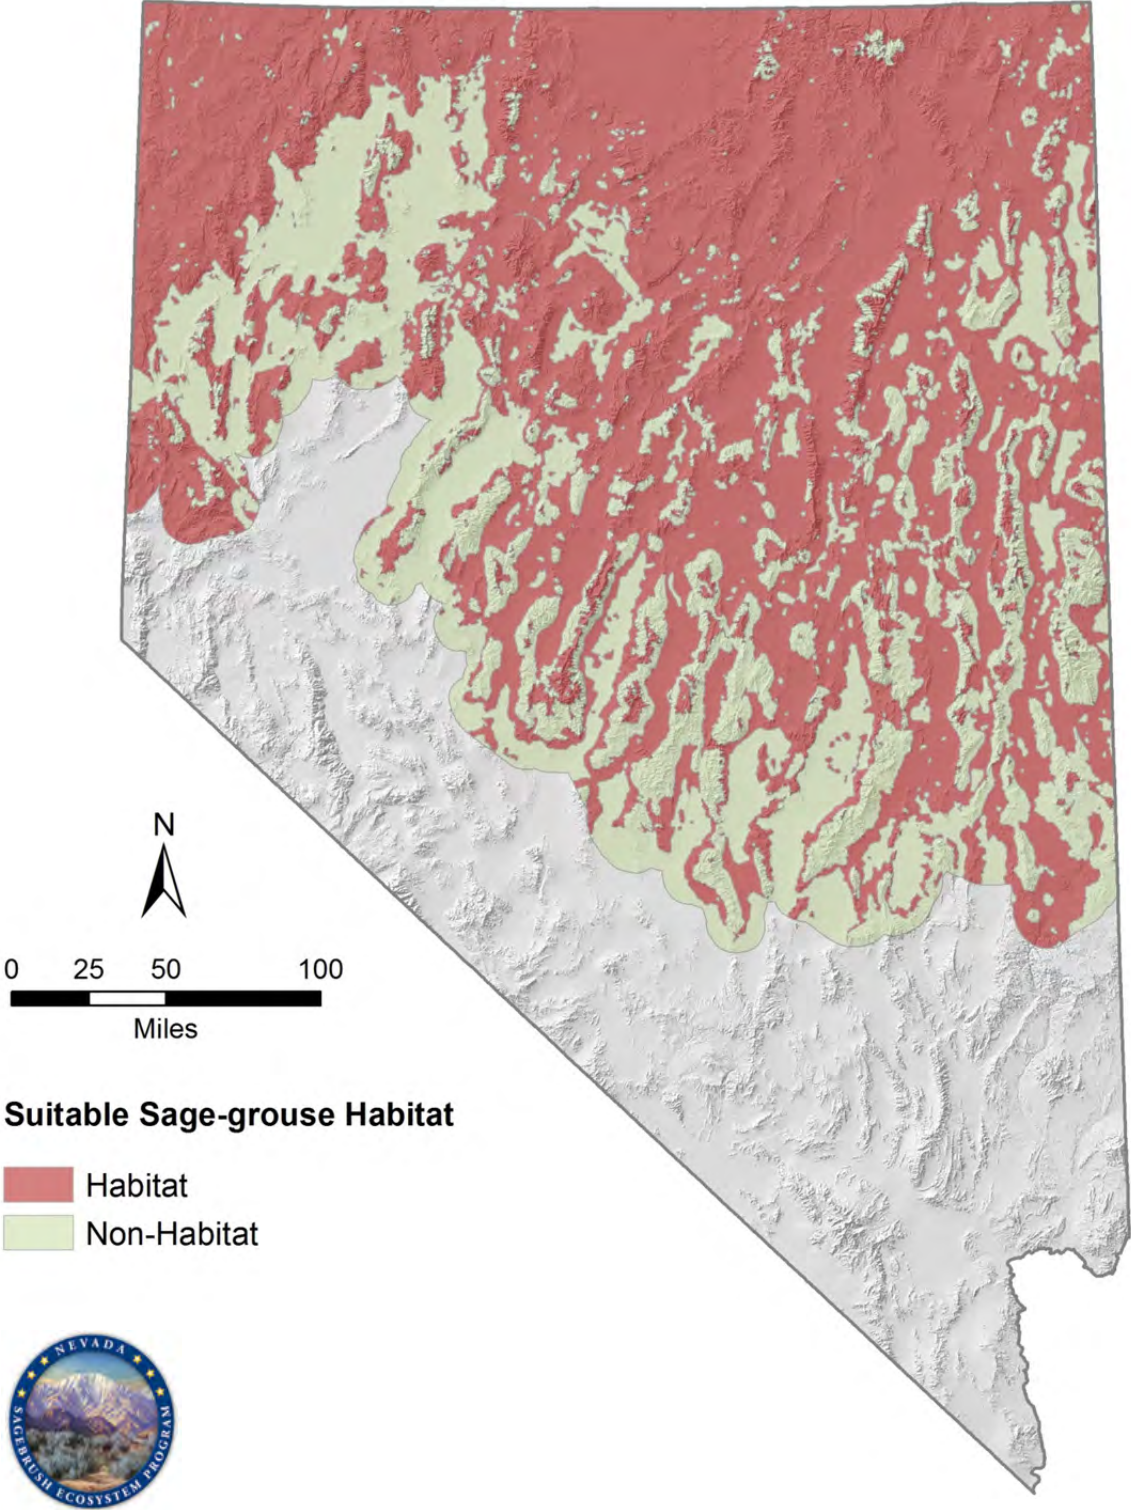 N
0 25 50 100
Miles
Suitable Sage-grouse Habitat
Habitat
Non-Habitat
NEVADA
SAGEBRUSH ECOSYSTEM PROGRAM